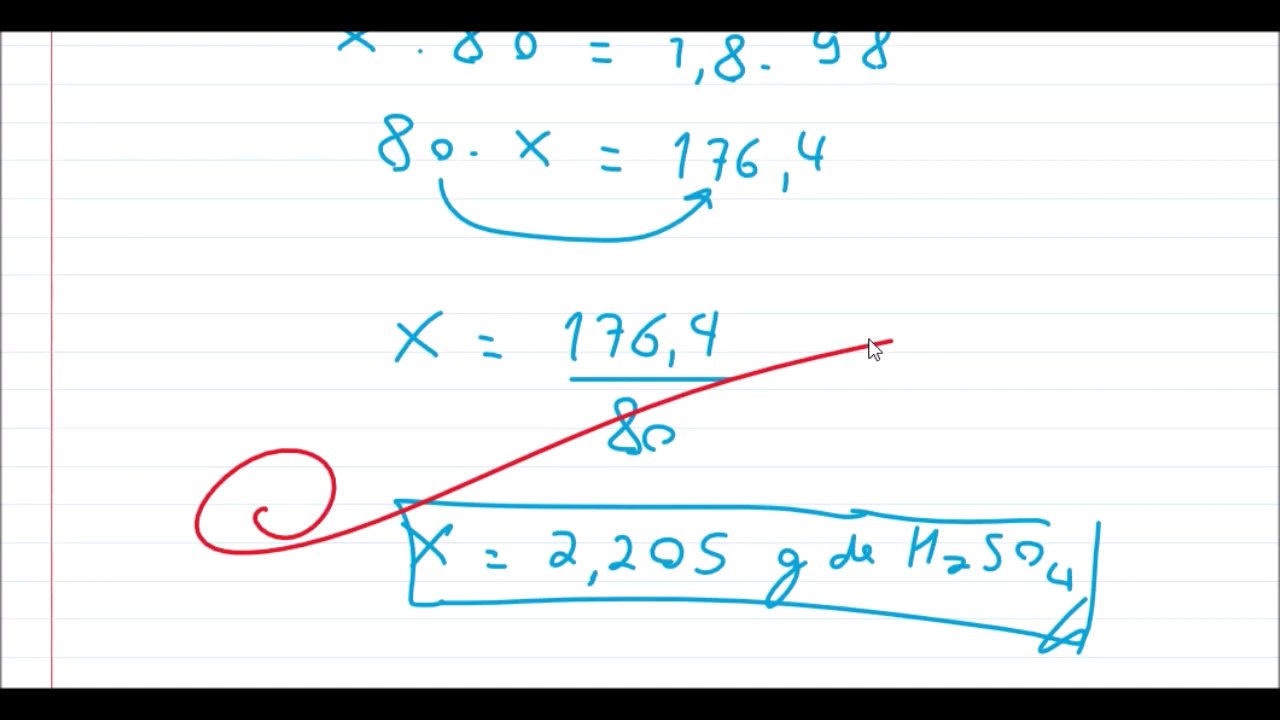 x . 80 = 1,8. 98
80. x = 176,4
x = 176,4
80
x = 2,205 g de H₂SO₄